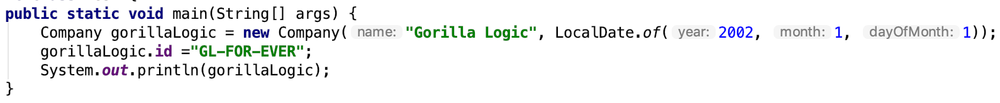 public static void main(String[] args) {
    Company gorillaLogic = new Company( name: "Gorilla Logic", LocalDate.of( year: 2002, month: 1, dayOfMonth: 1));
    gorillaLogic.id ="GL-FOR-EVER";
    System.out.println(gorillaLogic);
}